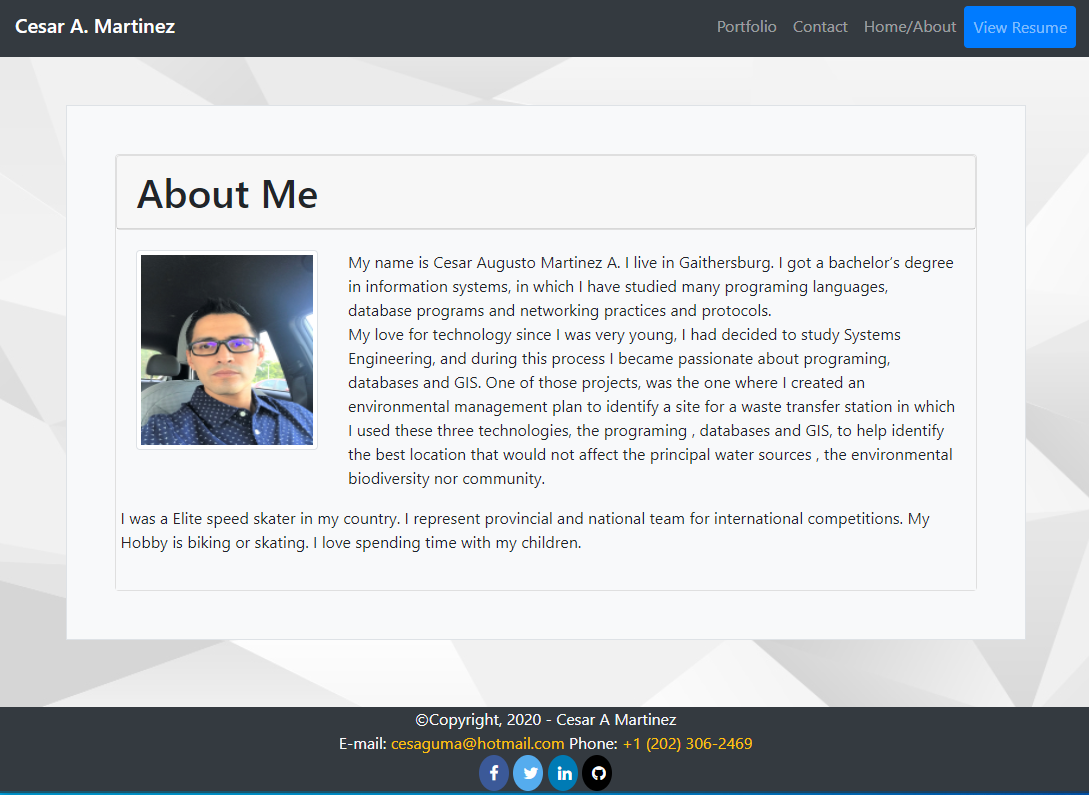 Cesar A. Martinez
Portfolio Contact Home/About View Resume
About Me
My name is Cesar Augusto Martinez A. I live in Gaithersburg. I got a bachelor’s degree
in information systems, in which I have studied many programing languages,
database programs and networking practices and protocols.
My love for technology since I was very young, I had decided to study Systems
Engineering, and during this process I became passionate about programing,
databases and GIS. One of those projects, was the one where I created an
environmental management plan to identify a site for a waste transfer station in which
I used these three technologies, the programing , databases and GIS, to help identify
the best location that would not affect the principal water sources , the environmental
biodiversity nor community.
I was a Elite speed skater in my country. I represent provincial and national team for international competitions. My
Hobby is biking or skating. I love spending time with my children.
©Copyright, 2020 - Cesar A Martinez
E-mail: cesaguma@hotmail.com Phone: +1 (202) 306-2469